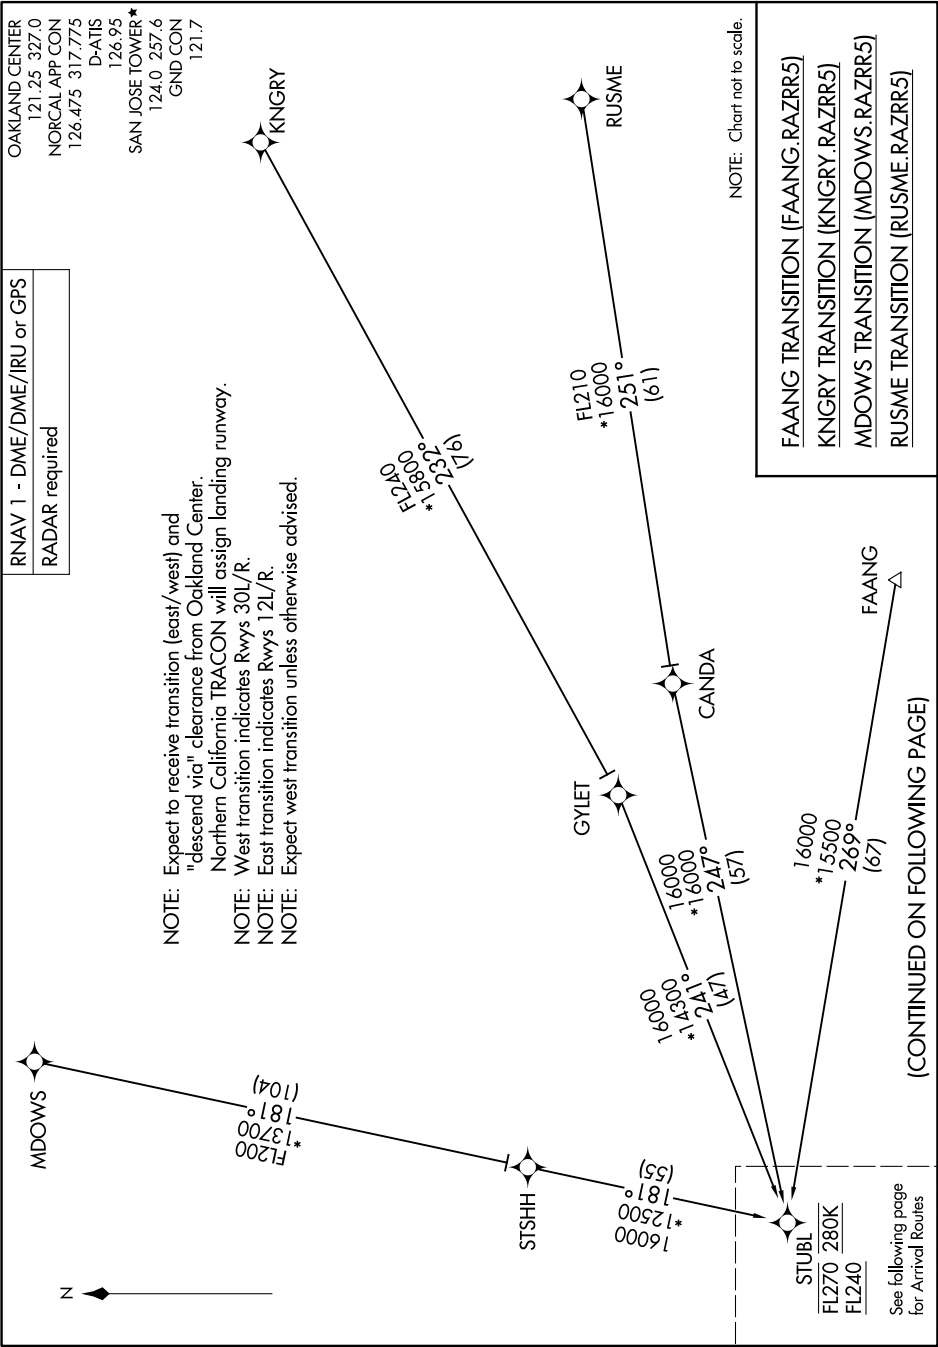 OAKLAND CENTER
121.25 327.0
NORCAL APP CON
126.475 317.775
D-ATIS
126.95
SAN JOSE TOWER★
124.0 257.6
GND CON
121.7
RNAV 1 - DME/DME/IRU or GPS
RADAR required
N
NOTE: Expect to receive transition (east/west) and
"descend via" clearance from Oakland Center.
Northern California TRACON will assign landing runway.
NOTE: West transition indicates Rwys 30L/R.
NOTE: East transition indicates Rwys 12L/R.
NOTE: Expect west transition unless otherwise advised.
MDOWS
FL200
*13700
181°
(104)
STSHH
16000
*12500
181°
(55)
KNGRY
FL240
*15800
232°
(76)
GYLET
16000
*14300
241°
(47)
RUSME
FL210
*16000
251°
(61)
CANDA
16000
*16000
247°
(57)
FAANG
16000
*15500
269°
(67)
STUBL
FL270 280K
FL240
See following page
for Arrival Routes
(CONTINUED ON FOLLOWING PAGE)
NOTE: Chart not to scale.
FAANG TRANSITION (FAANG.RAZRR5)
KNGRY TRANSITION (KNGRY.RAZRR5)
MDOWS TRANSITION (MDOWS.RAZRR5)
RUSME TRANSITION (RUSME.RAZRR5)